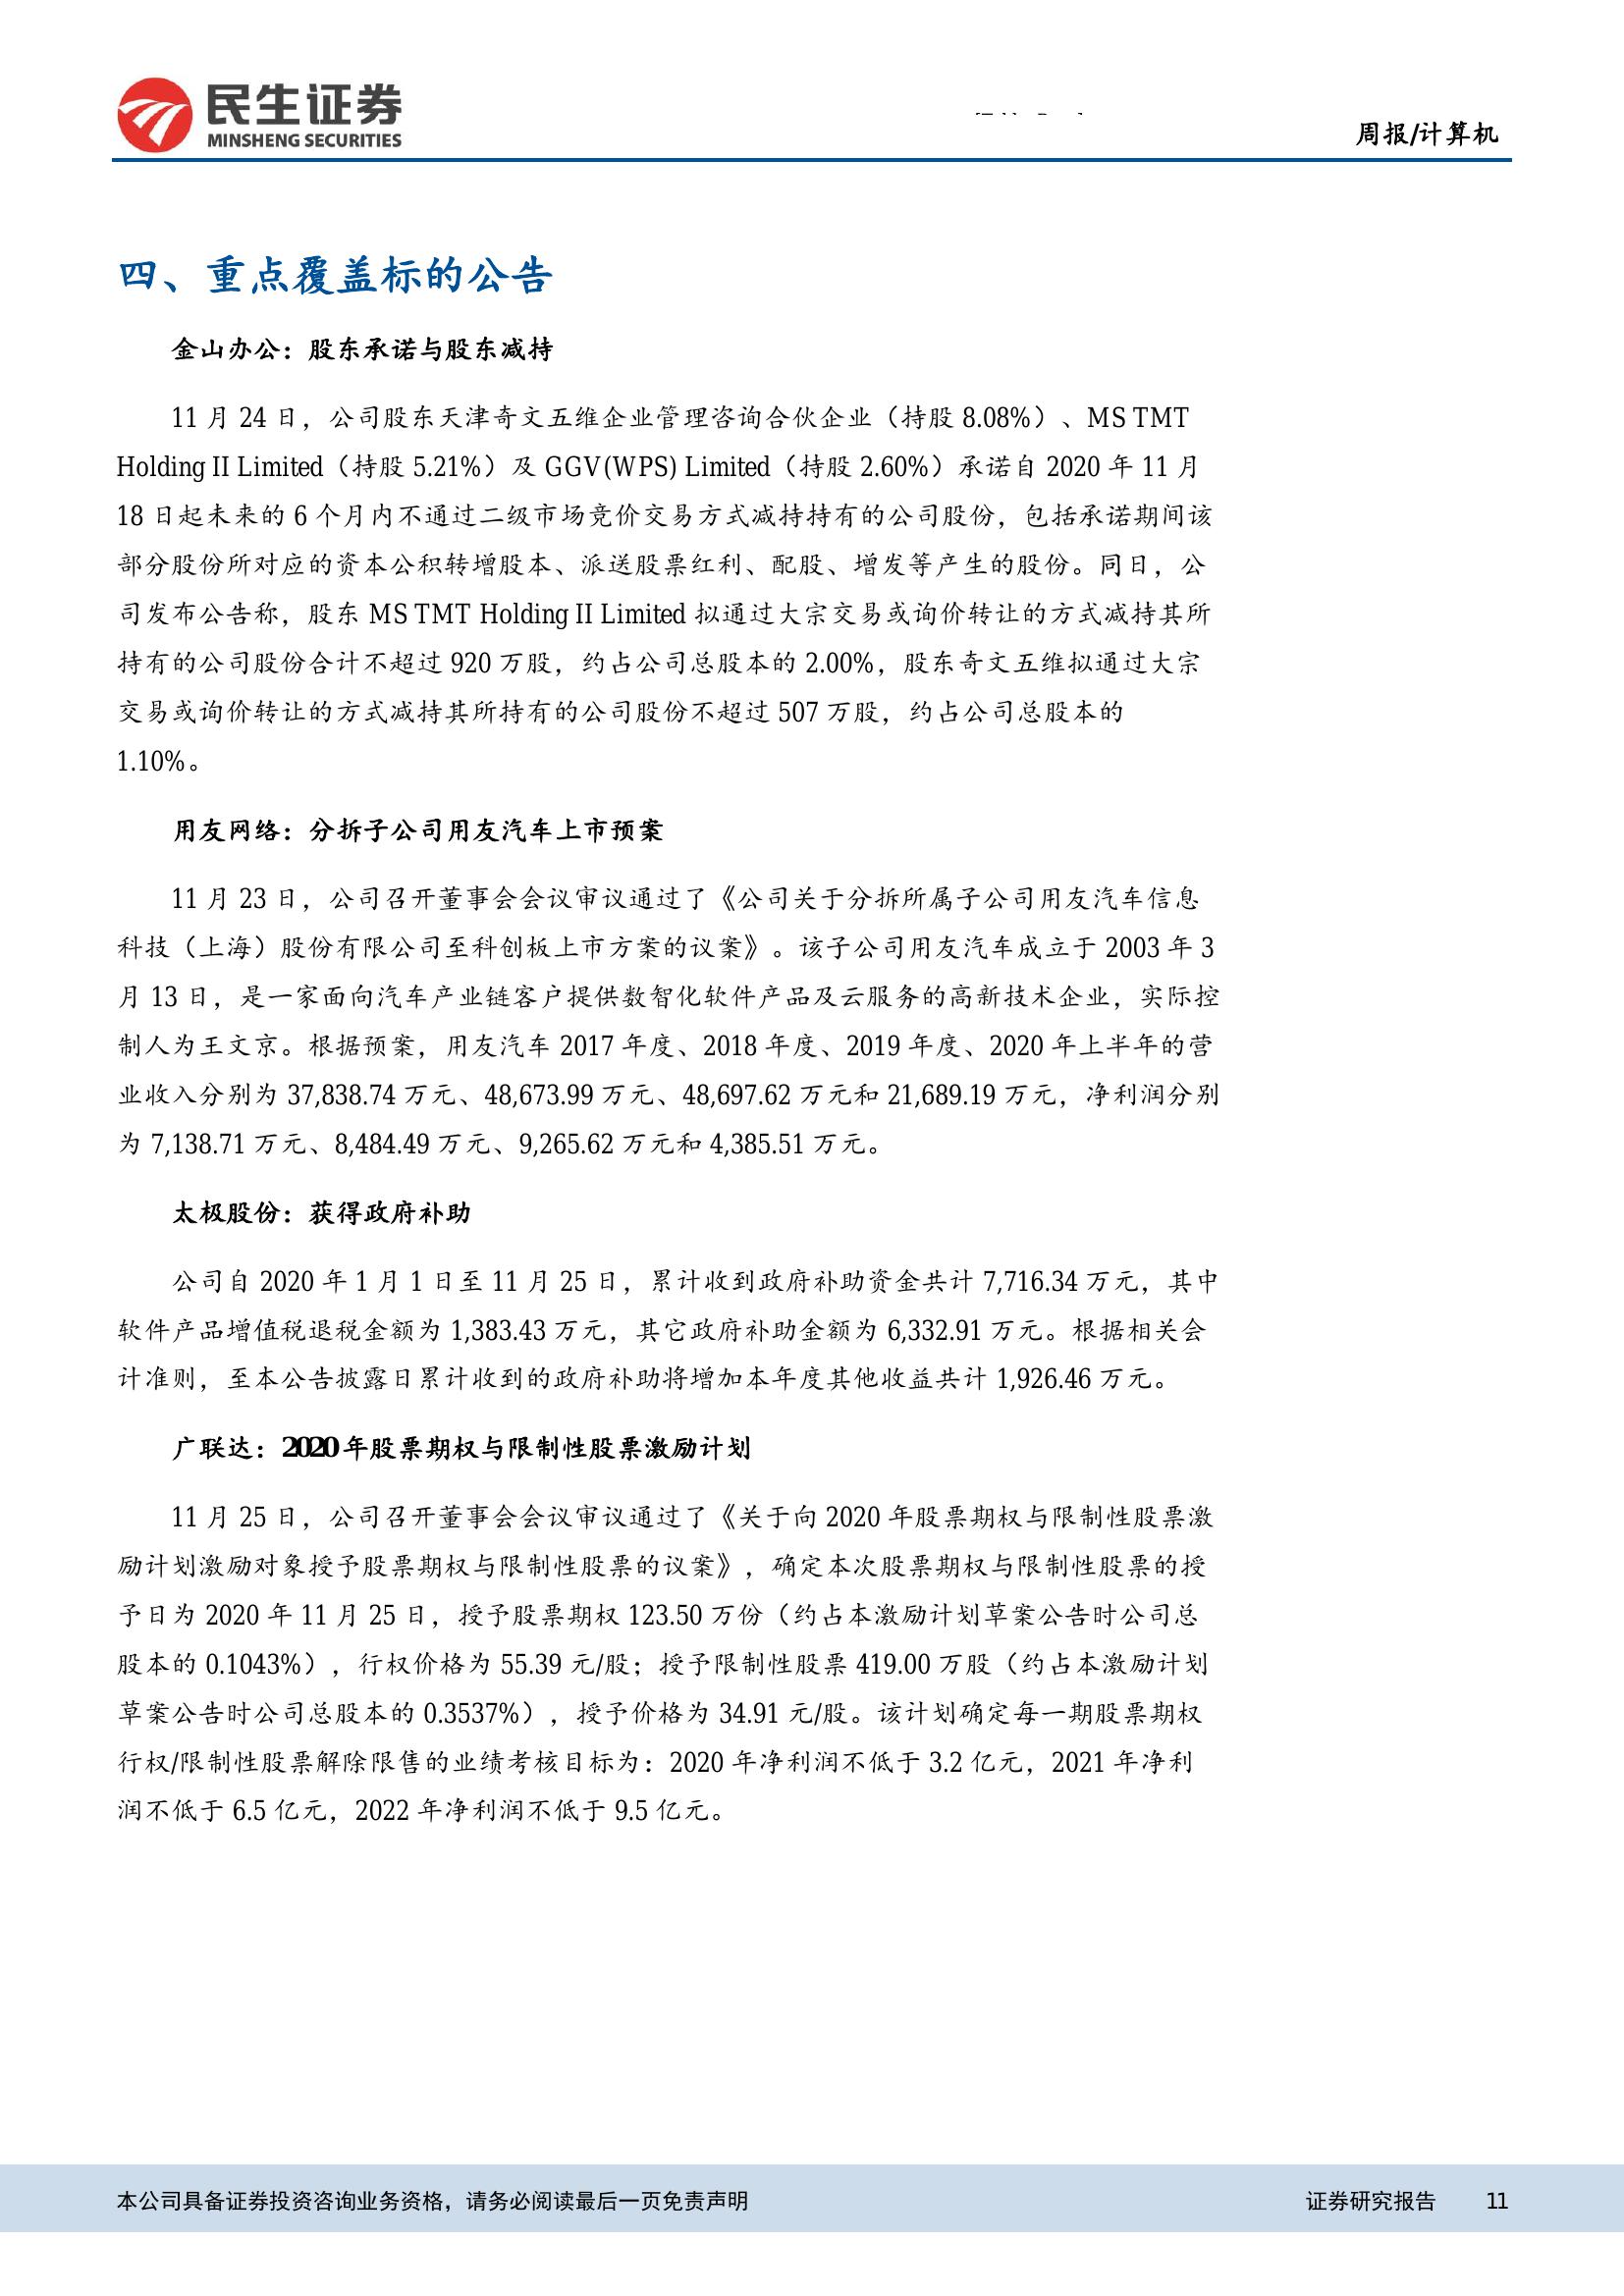 民生证券
MINSHENG SECURITIES
周报/计算机
四、重点覆盖标的公告
金山办公：股东承诺与股东减持
11 月 24 日，公司股东天津奇文五维企业管理咨询合伙企业（持股 8.08%）、MS TMT
Holding II Limited（持股 5.21%）及 GGV(WPS) Limited（持股 2.60%）承诺自 2020 年 11 月
18 日起未来的 6 个月内不通过二级市场竞价交易方式减持持有的公司股份，包括承诺期间该
部分股份所对应的资本公积转增股本、派送股票红利、配股、增发等产生的股份。同日，公
司发布公告称，股东 MS TMT Holding II Limited 拟通过大宗交易或询价转让的方式减持其所
持有的公司股份合计不超过 920 万股，约占公司总股本的 2.00%，股东奇文五维拟通过大宗
交易或询价转让的方式减持其所持有的公司股份不超过 507 万股，约占公司总股本的
1.10%。
用友网络：分拆子公司用友汽车上市预案
11 月 23 日，公司召开董事会会议审议通过了《公司关于分拆所属子公司用友汽车信息
科技（上海）股份有限公司至科创板上市方案的议案》。该子公司用友汽车成立于 2003 年 3
月 13 日，是一家面向汽车产业链客户提供数智化软件产品及云服务的高新技术企业，实际控
制人为王文京。根据预案，用友汽车 2017 年度、2018 年度、2019 年度、2020 年上半年的营
业收入分别为 37,838.74 万元、48,673.99 万元、48,697.62 万元和 21,689.19 万元，净利润分别
为 7,138.71 万元、8,484.49 万元、9,265.62 万元和 4,385.51 万元。
太极股份：获得政府补助
公司自 2020 年 1 月 1 日至 11 月 25 日，累计收到政府补助资金共计 7,716.34 万元，其中
软件产品增值税退税金额为 1,383.43 万元，其它政府补助金额为 6,332.91 万元。根据相关会
计准则，至本公告披露日累计收到的政府补助将增加本年度其他收益共计 1,926.46 万元。
广联达：2020 年股票期权与限制性股票激励计划
11 月 25 日，公司召开董事会会议审议通过了《关于向 2020 年股票期权与限制性股票激
励计划激励对象授予股票期权与限制性股票的议案》，确定本次股票期权与限制性股票的授
予日为 2020 年 11 月 25 日，授予股票期权 123.50 万份（约占本激励计划草案公告时公司总
股本的 0.1043%），行权价格为 55.39 元/股；授予限制性股票 419.00 万股（约占本激励计划
草案公告时公司总股本的 0.3537%），授予价格为 34.91 元/股。该计划确定每一期股票期权
行权/限制性股票解除限售的业绩考核目标为：2020 年净利润不低于 3.2 亿元，2021 年净利
润不低于 6.5 亿元，2022 年净利润不低于 9.5 亿元。
本公司具备证券投资咨询业务资格，请务必阅读最后一页免责声明
证券研究报告 11